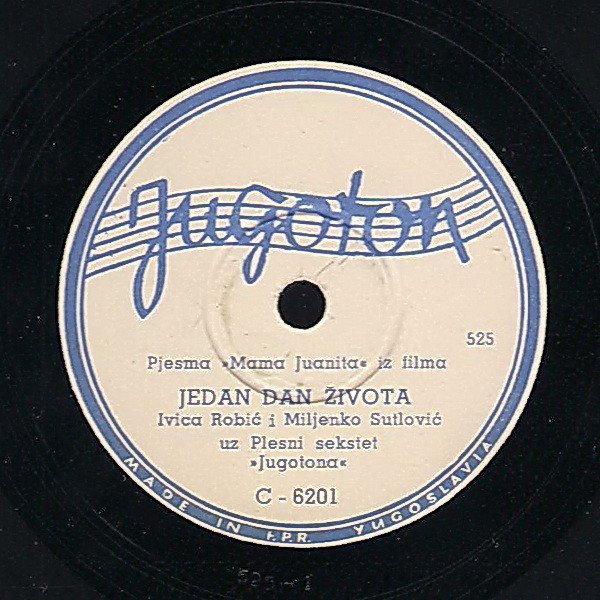 Jugoton
525
Pjesma »Mama Juanita« iz filma
JEDAN DAN ŽIVOTA
Ivica Robić i Miljenko Sutlović
uz Plesni sekstet
»Jugotona«
C - 6201
MADE IN F.P.R. YUGOSLAVIA
525-1